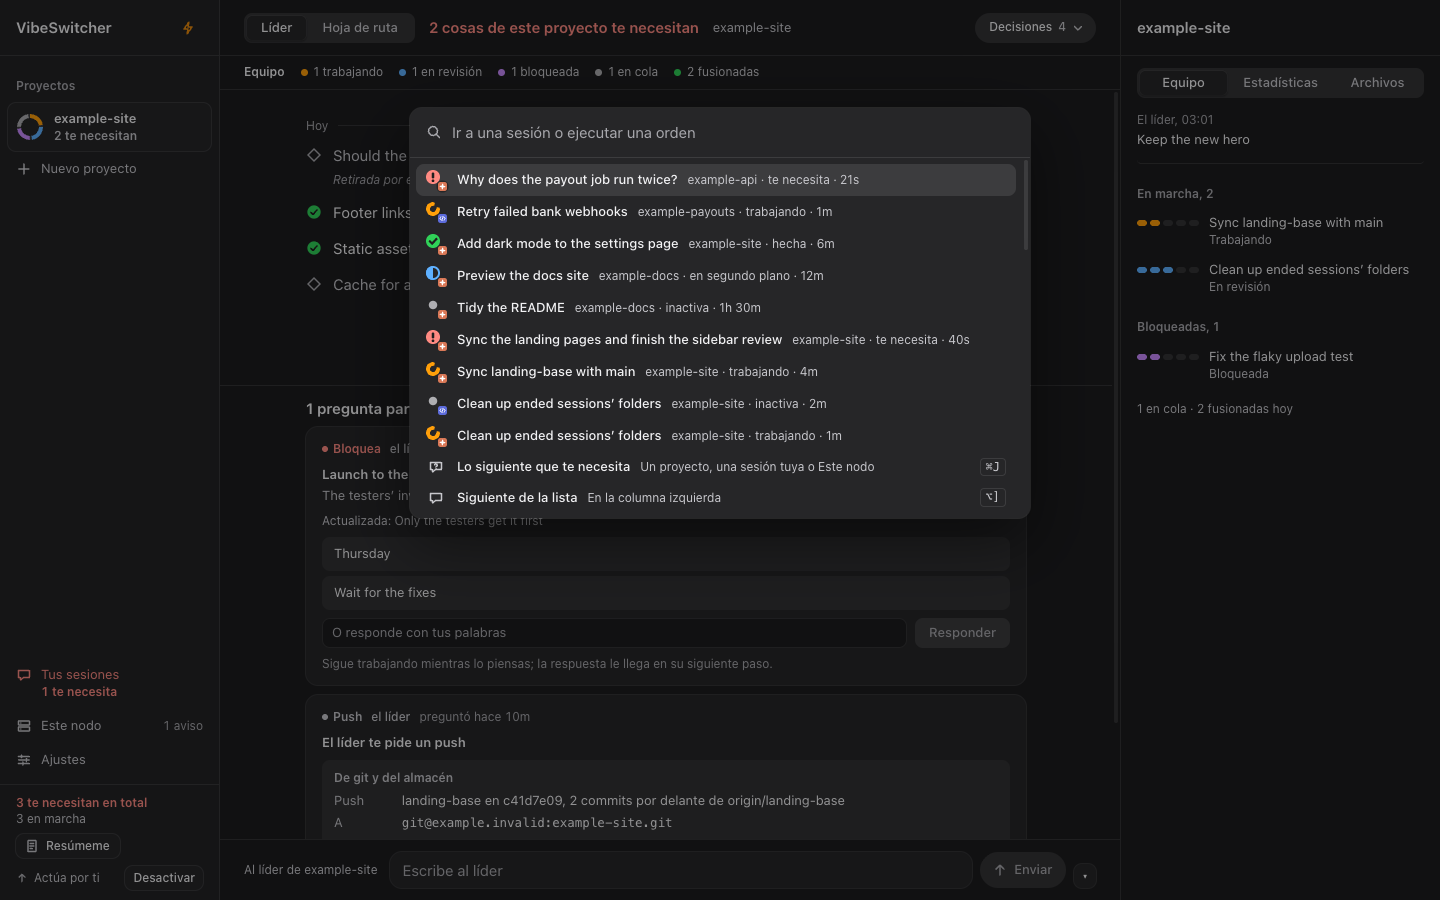 VibeSwitcher
Proyectos
example-site
2 te necesitan
Nuevo proyecto
Tus sesiones
1 te necesita
Este nodo
1 aviso
Ajustes
3 te necesitan en total
3 en marcha
Resúmeme
Actúa por ti
Desactivar
Líder
Hoja de ruta
2 cosas de este proyecto te necesitan
example-site
Decisiones 4
Equipo
1 trabajando
1 en revisión
1 bloqueada
1 en cola
2 fusionadas
Hoy
Should the
Retirada por
Footer links
Static asset
Cache for a
Ir a una sesión o ejecutar una orden
Why does the payout job run twice? example-api · te necesita · 21s
Retry failed bank webhooks example-payouts · trabajando · 1m
Add dark mode to the settings page example-site · hecha · 6m
Preview the docs site example-docs · en segundo plano · 12m
Tidy the README example-docs · inactiva · 1h 30m
Sync the landing pages and finish the sidebar review example-site · te necesita · 40s
Sync landing-base with main example-site · trabajando · 4m
Clean up ended sessions’ folders example-site · inactiva · 2m
Clean up ended sessions’ folders example-site · trabajando · 1m
Lo siguiente que te necesita Un proyecto, una sesión tuya o Este nodo ⌘J
Siguiente de la lista En la columna izquierda ⌥]
1 pregunta par
Bloquea el lí
Launch to the
The testers’ in
Actualizada: Only the testers get it first
Thursday
Wait for the fixes
O responde con tus palabras
Responder
Sigue trabajando mientras lo piensas; la respuesta le llega en su siguiente paso.
Push el líder preguntó hace 10m
El líder te pide un push
De git y del almacén
Push landing-base en c41d7e09, 2 commits por delante de origin/landing-base
A git@example.invalid:example-site.git
Al líder de example-site
Escribe al líder
Enviar
example-site
Equipo
Estadísticas
Archivos
El líder, 03:01
Keep the new hero
En marcha, 2
Sync landing-base with main
Trabajando
Clean up ended sessions’ folders
En revisión
Bloqueadas, 1
Fix the flaky upload test
Bloqueada
1 en cola · 2 fusionadas hoy